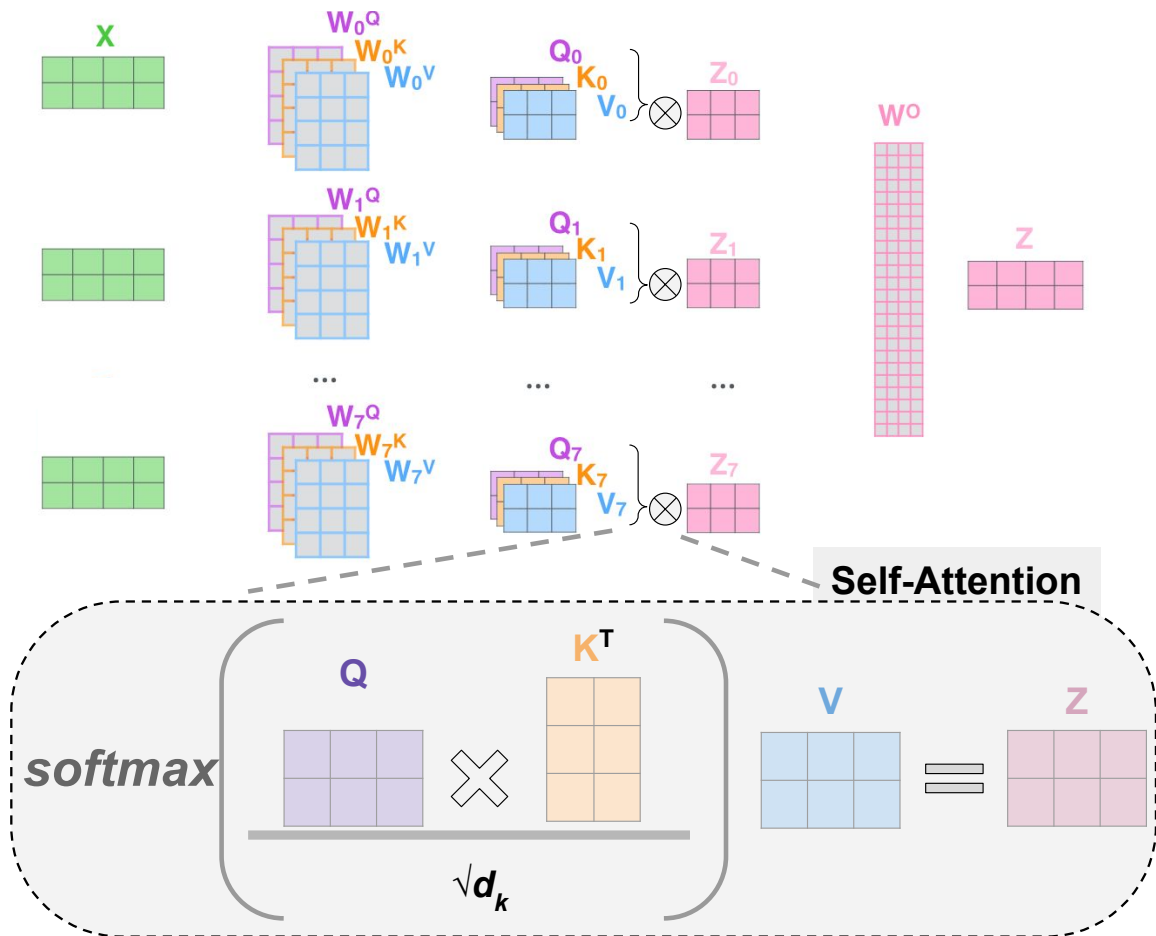 X
W₀Q
W₀K
W₀V
Q₀
K₀
V₀
Z₀
Wᴼ
W₁Q
W₁K
W₁V
Q₁
K₁
V₁
Z₁
Z
...
...
...
W₇Q
W₇K
W₇V
Q₇
K₇
V₇
Z₇
Self-Attention
Q
Kᵀ
V
Z
softmax
√dₖ